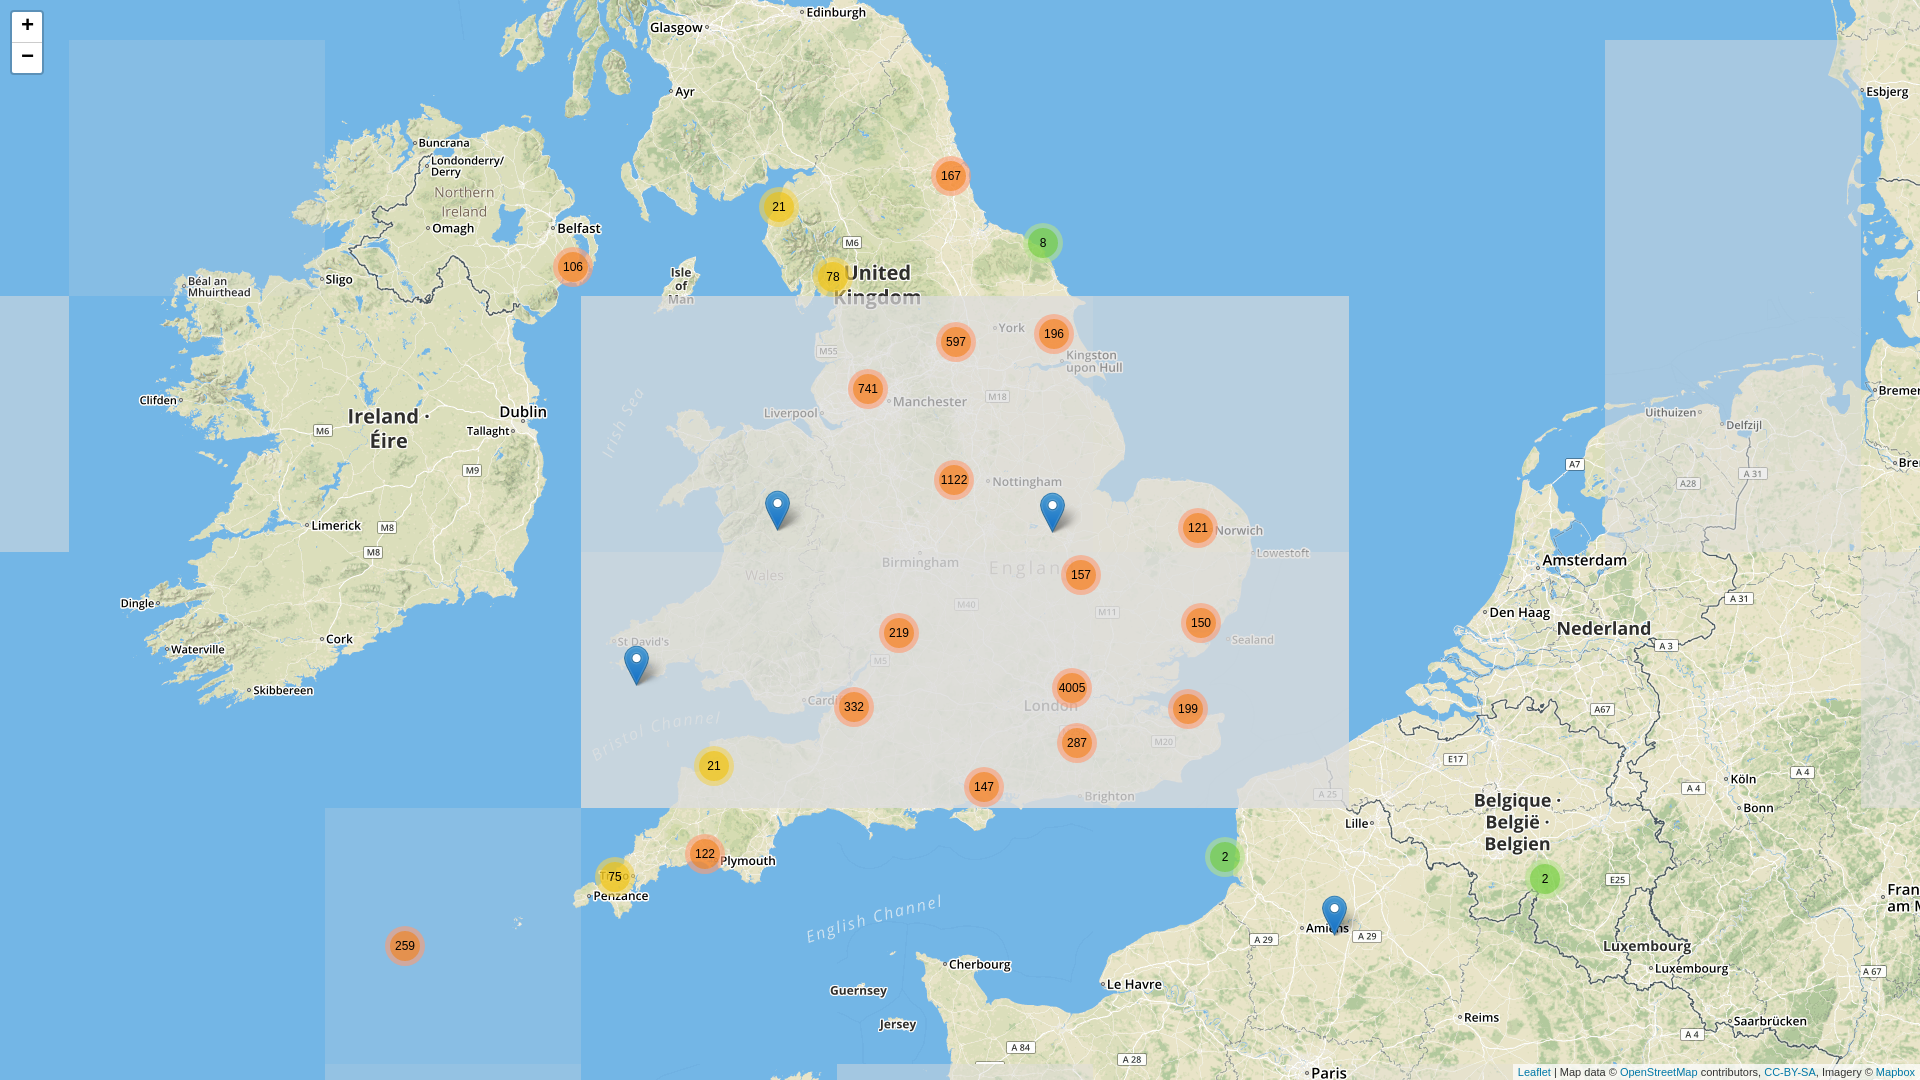 +
−
Edinburgh
Glasgow
Ayr
Esbjerg
Buncrana
Londonderry/
Derry
Northern
Ireland
Omagh
Belfast
167
21
8
M6
106
Sligo
Béal an
Mhuirthead
Isle
of
Man
78
United
Kingdom
597
York
196
M55
Kingston
upon Hull
741
Manchester
M18
Liverpool
Irish Sea
Clifden
Dublin
Tallaght
Ireland ·
Éire
M6
M9
Uithuizen
Delfzijl
A7
A 31
A28
1122
Nottingham
Limerick
M8
M8
121
Norwich
Lowestoft
Birmingham
Wales
157
Amsterdam
A 31
Den Haag
Nederland
A 3
Dingle
Cork
Waterville
Skibbereen
M40
M11
219
150
Sealand
St David's
M5
4005
London
199
332
287
M20
Bristol Channel
21
147
Brighton
A 25
A67
E17
Köln
A 4
A 4
Bonn
Belgique ·
België ·
Belgien
Lille
122
Plymouth
75
Penzance
2
2
E25
259
English Channel
Amiens
A 29
A 29
Luxembourg
Luxembourg
A 67
Cherbourg
Guernsey
Le Havre
Jersey
Reims
Saarbrücken
A 4
A 84
A 28
Paris
Leaflet | Map data © OpenStreetMap contributors, CC-BY-SA, Imagery © Mapbox